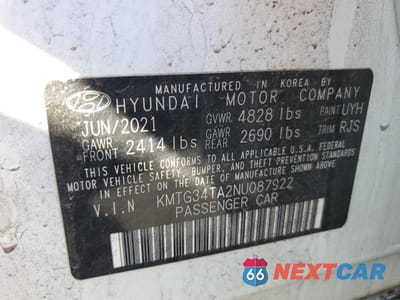 MANUFACTURED IN KOREA BY
HYUNDAI MOTOR COMPANY
JUN/2021 GVWR 4828 lbs PAINT UYH
GAWR FRONT 2414 lbs GAWR REAR 2690 lbs TRIM RJS
THIS VEHICLE CONFORMS TO ALL APPLICABLE U.S. FEDERAL
MOTOR VEHICLE SAFETY, BUMPER, AND THEFT PREVENTION STANDARDS
IN EFFECT ON THE DATE OF MANUFACTURE SHOWN ABOVE.
V.I.N KMTG34TA2NU087922
PASSENGER CAR
66 NEXTCAR